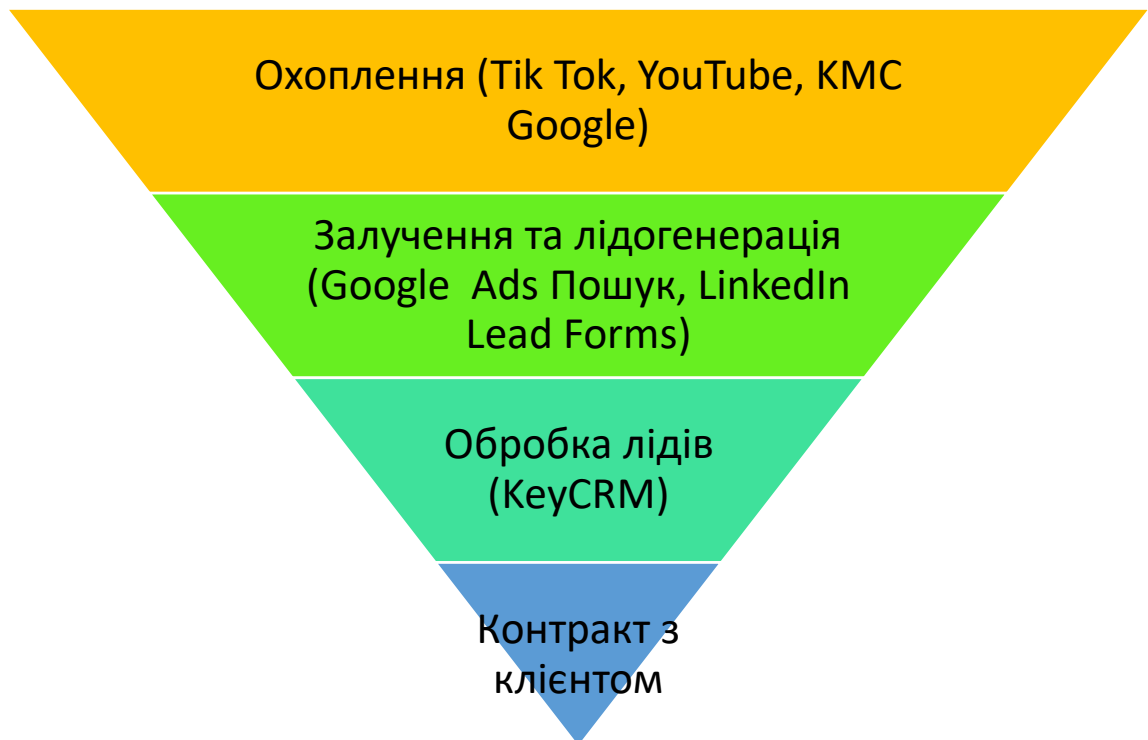 Охоплення (Tik Tok, YouTube, КМС
Google)
Залучення та лідогенерація
(Google Ads Пошук, LinkedIn
Lead Forms)
Обробка лідів
(KeyCRM)
Контракт з
клієнтом